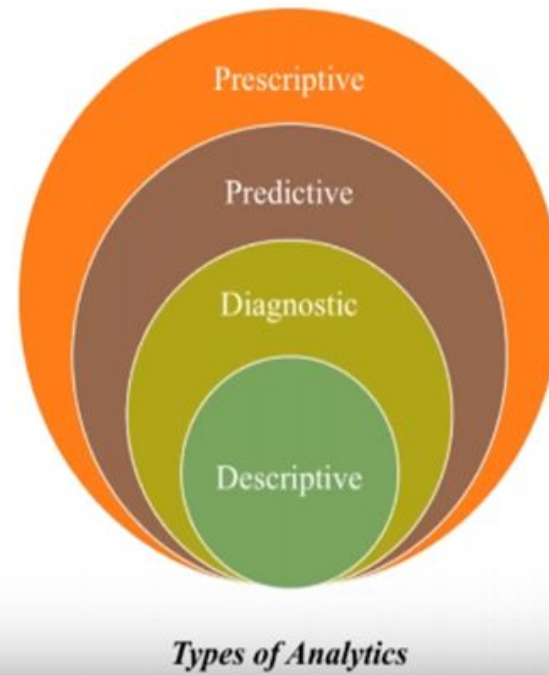 Prescriptive
Predictive
Diagnostic
Descriptive
Types of Analytics